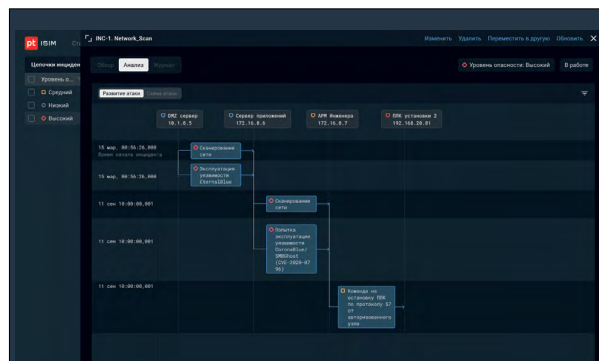 pt ISIM
INC-1. Network_Scan
Изменить Удалить Переместить в другую Обновить
Цепочки инциден
Обзор Анализ Журнал
Уровень опасности: Высокий В работе
Уровень о...
Средний
Низкий
Высокий
Развитие атаки Схема атаки
DMZ сервер
10.1.0.5
Сервер приложений
172.16.0.6
АРМ Инженера
172.16.0.7
ПЛК установки 2
192.168.20.81
15 мар, 00:56:26,000
Время начала инцидента
Сканирование
сети
15 мар, 00:56:26,000
Эксплуатация
уязвимости
EternalBlue
11 сен 10:00:00,001
Сканирование
сети
11 сен 10:00:00,001
Попытка
эксплуатации
уязвимости
CoronaBlue/
SMBGhost
(CVE-2020-07
96)
11 сен 10:00:00,001
Команда на
установку ПЛК
по протоколу S7
от
авторизованного
узла